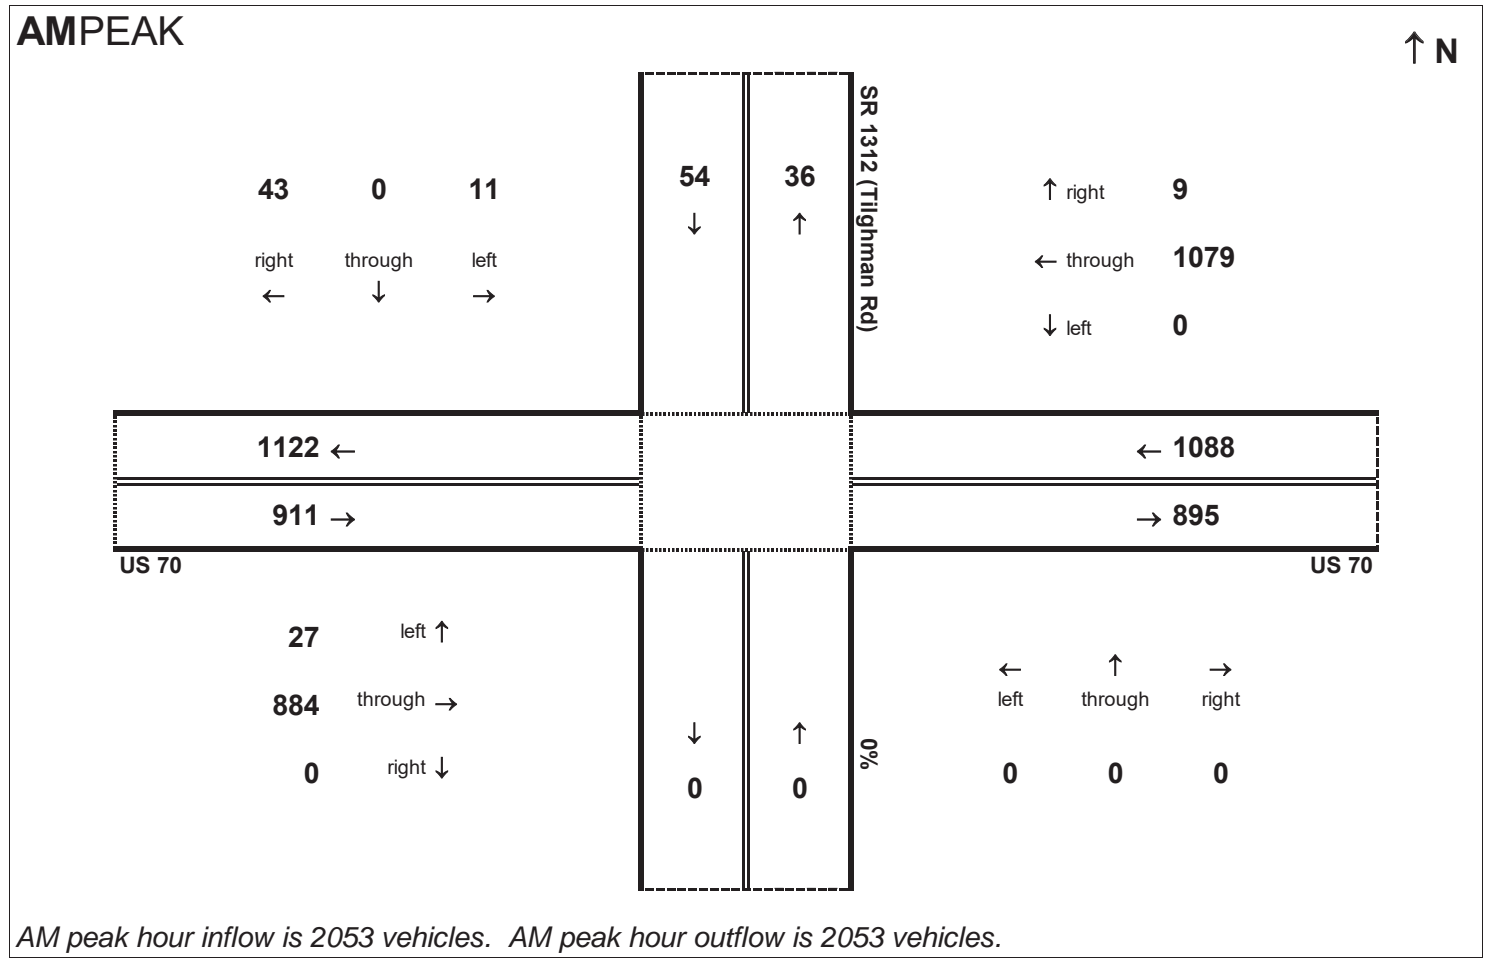 AMPEAK
↑ N
SR 1312 (Tilghman Rd)
54 36
↓ ↑
43 0 11
right through left
← ↓ →
↑ right 9
← through 1079
↓ left 0
1122 ←
← 1088
911 →
→ 895
US 70
US 70
27 left ↑
884 through →
0 right ↓
↓ ↑
0 0
0%
← ↑ →
left through right
0 0 0
AM peak hour inflow is 2053 vehicles. AM peak hour outflow is 2053 vehicles.